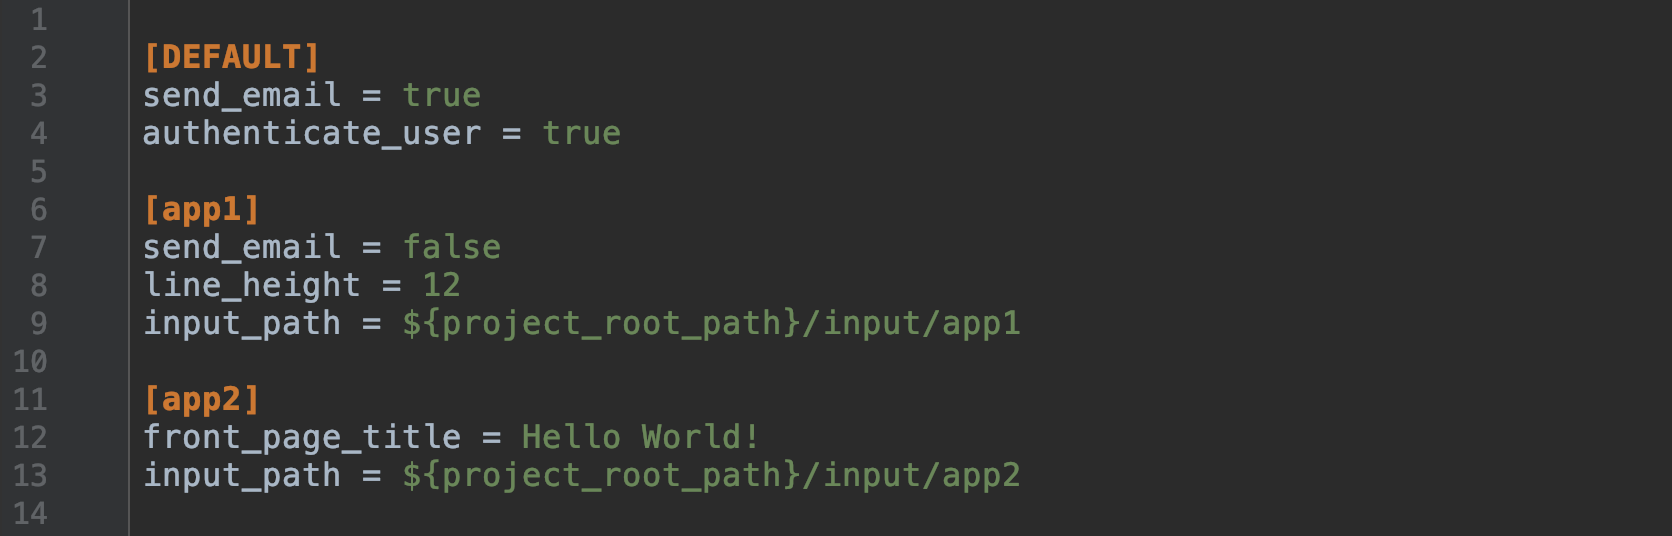 1
2 [DEFAULT]
3 send_email = true
4 authenticate_user = true
5
6 [app1]
7 send_email = false
8 line_height = 12
9 input_path = ${project_root_path}/input/app1
10
11 [app2]
12 front_page_title = Hello World!
13 input_path = ${project_root_path}/input/app2
14